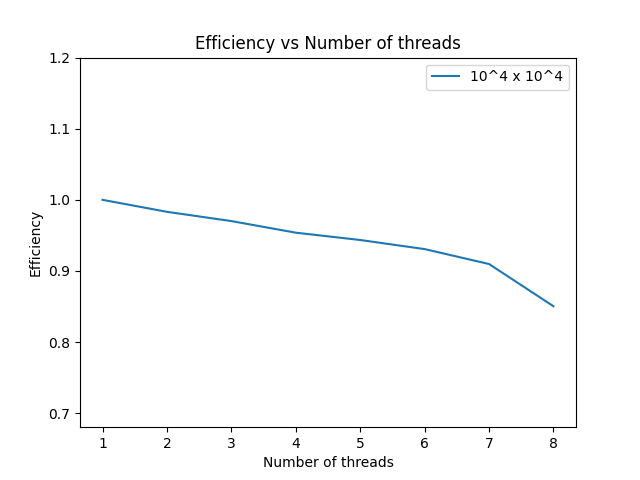 Efficiency vs Number of threads
10^4 x 10^4
1.2
1.1
1.0
0.9
0.8
0.7
Efficiency
1 2 3 4 5 6 7 8
Number of threads